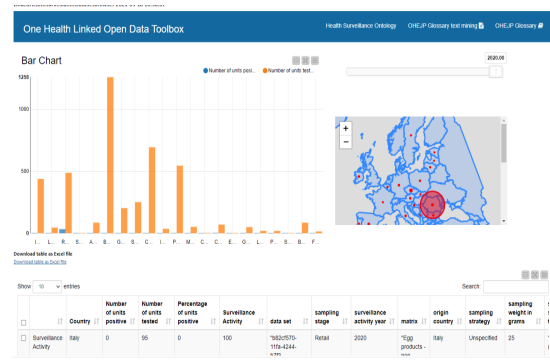 One Health Linked Open Data Toolbox
Health Surveillance Ontology
OHEJP Glossary text mining
OHEJP Glossary
Bar Chart
Number of units posi...
Number of units test...
2020.00
1250
1000
500
0
I... L... R... S... A... B... G... S... C... I... P... M... C... C... E... G... L... P... S... B... F...
+
−
Download table as Excel file
Download table as Excel file
Show 10 entries
Search:
Country
Number of units positive
Number of units tested
Percentage of units positive
Surveillance Activity
data set
sampling stage
surveillance activity year
matrix
origin country
sampling strategy
sampling weight in grams
Surveillance Activity
Italy
0
95
0
100
"b82cf570-
11fa-4244-
Retail
2020
"Egg
products -
Italy
Unspecified
25